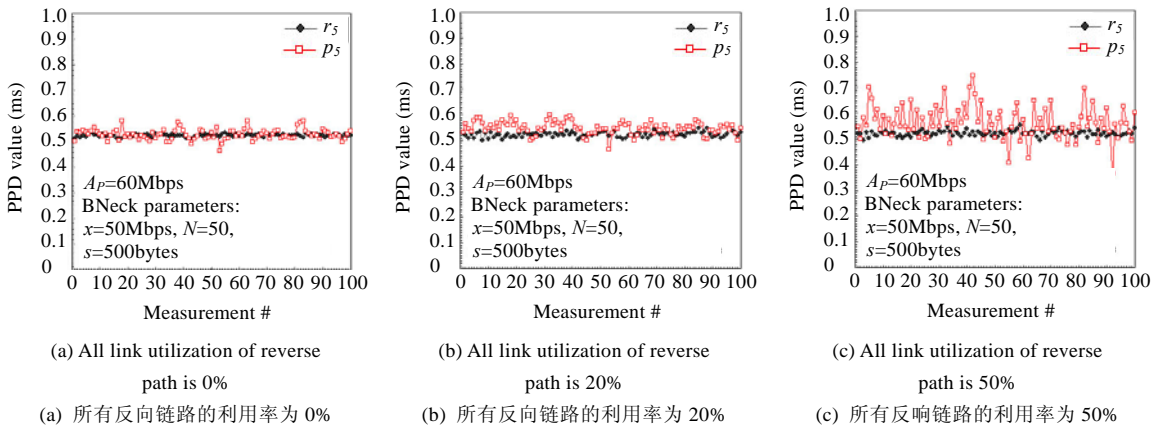 PPD value (ms)
1.0
0.9
0.8
0.7
0.6
0.5
0.4
0.3
0.2
0.1
0
r5
p5
AP=60Mbps
BNeck parameters:
x=50Mbps, N=50,
s=500bytes
0 10 20 30 40 50 60 70 80 90 100
Measurement #
(a) All link utilization of reverse
path is 0%
(a) 所有反向链路的利用率为 0%
PPD value (ms)
1.0
0.9
0.8
0.7
0.6
0.5
0.4
0.3
0.2
0.1
0
r5
p5
AP=60Mbps
BNeck parameters:
x=50Mbps, N=50,
s=500bytes
0 10 20 30 40 50 60 70 80 90 100
Measurement #
(b) All link utilization of reverse
path is 20%
(b) 所有反向链路的利用率为 20%
PPD value (ms)
1.0
0.9
0.8
0.7
0.6
0.5
0.4
0.3
0.2
0.1
0
r5
p5
AP=60Mbps
BNeck parameters:
x=50Mbps, N=50,
s=500bytes
0 10 20 30 40 50 60 70 80 90 100
Measurement #
(c) All link utilization of reverse
path is 50%
(c) 所有反响链路的利用率为 50%